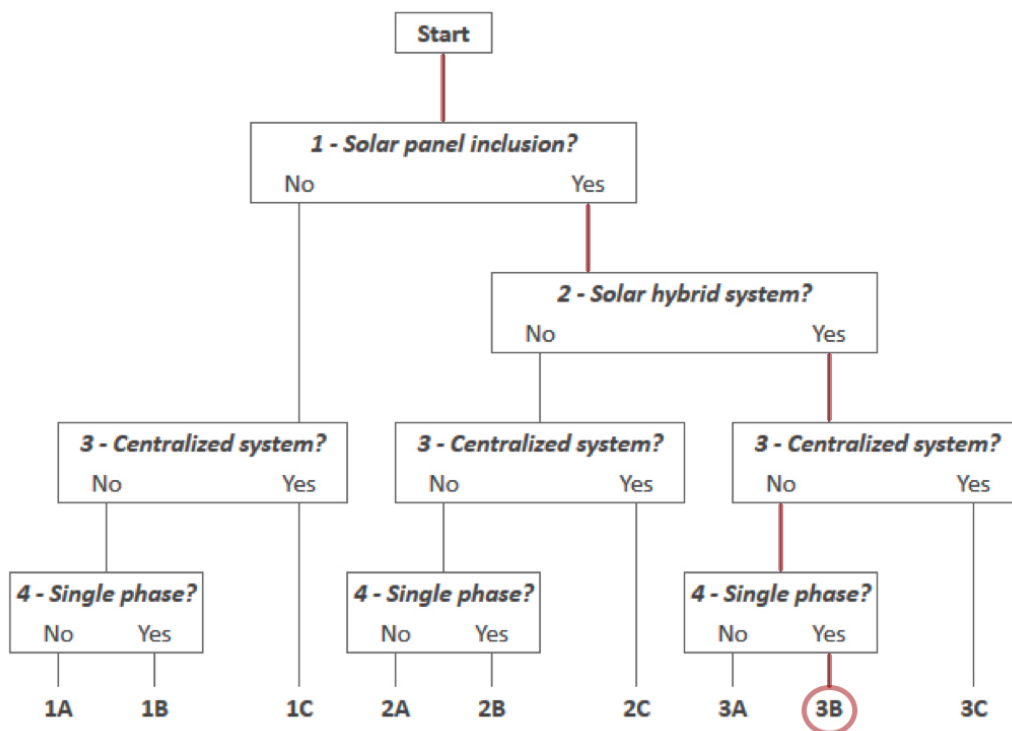 Start
1 - Solar panel inclusion?
No Yes
2 - Solar hybrid system?
No Yes
3 - Centralized system? 3 - Centralized system? 3 - Centralized system?
No Yes No Yes No Yes
4 - Single phase? 4 - Single phase? 4 - Single phase?
No Yes No Yes No Yes
1A 1B 1C 2A 2B 2C 3A 3B 3C